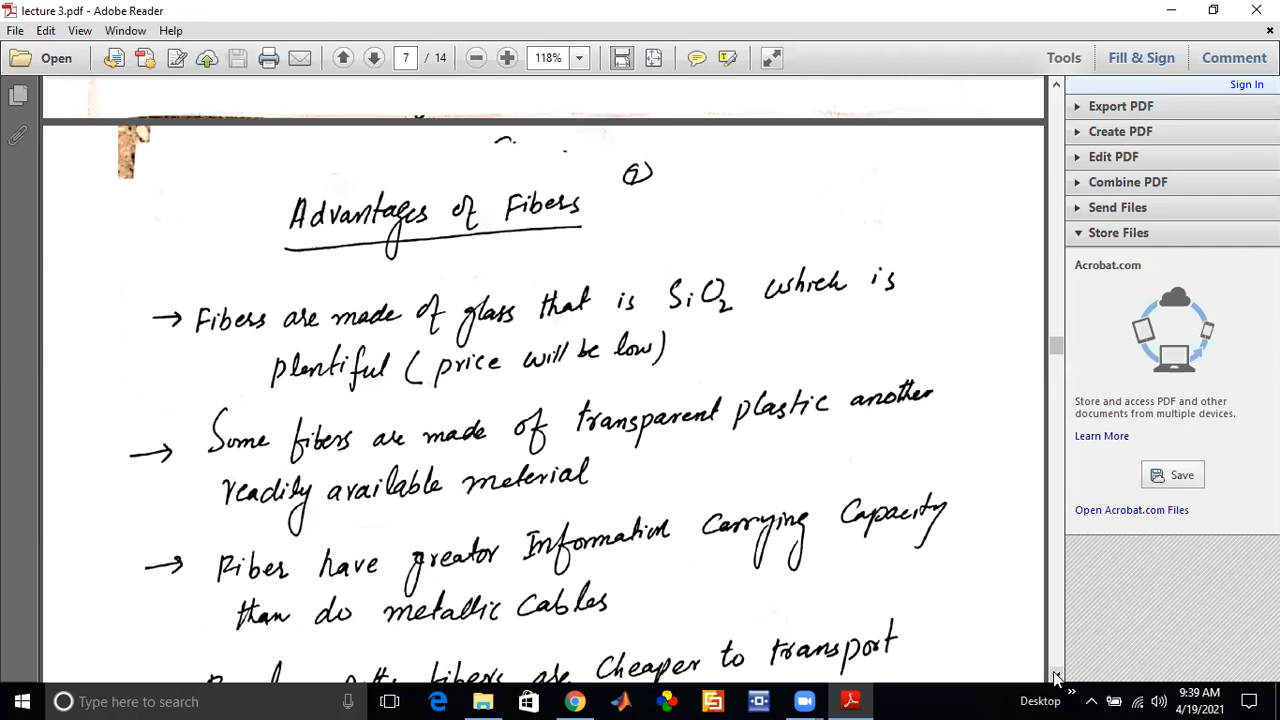 lecture 3.pdf - Adobe Reader
File Edit View Window Help
Open 7 / 14 118% Tools Fill & Sign Comment
Sign In
Export PDF
Create PDF
Edit PDF
Combine PDF
Send Files
Store Files
Acrobat.com
Store and access PDF and other
documents from multiple devices.
Learn More
Save
Open Acrobat.com Files
Advantages of Fibers
→ Fibers are made of glass that is SiO2 which is
plentiful ( price will be low)
→ Some fibers are made of transparent plastic another
readily available meterial
→ Fiber have greator Information Carrying Capacity
than do metallic Cables
fibers are Cheaper to transport
Type here to search
Desktop
9:39 AM
4/19/2021